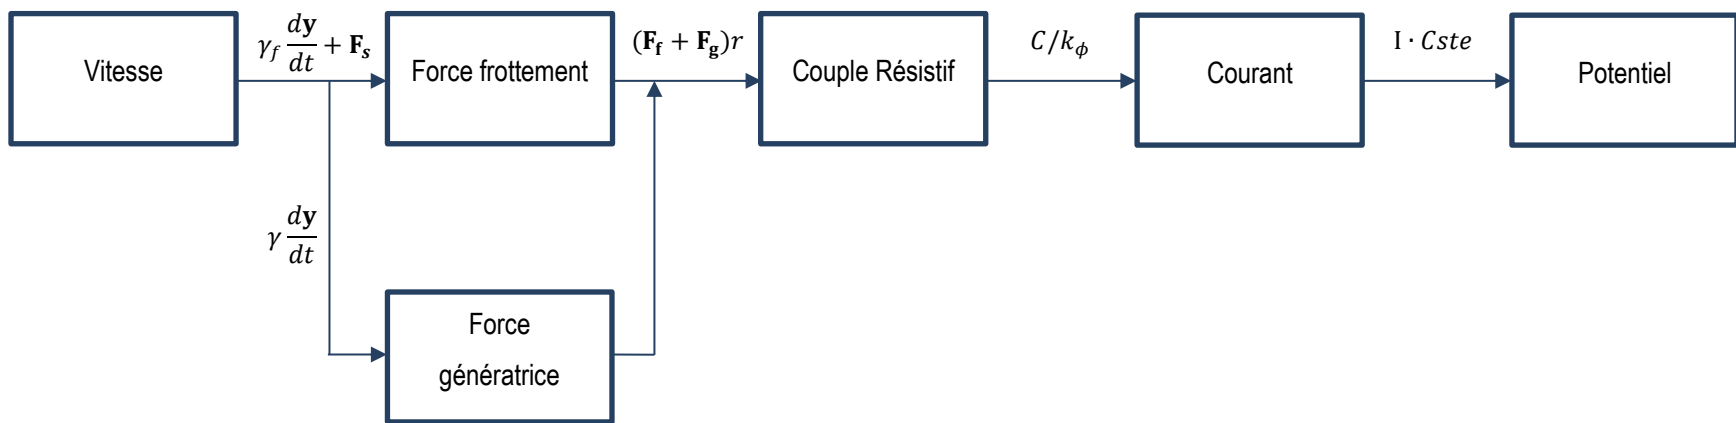 Vitesse
γ_f dy/dt + F_s
Force frottement
(F_f + F_g)r
Couple Résistif
C/k_ϕ
Courant
I · Cste
Potentiel
γ dy/dt
Force
génératrice